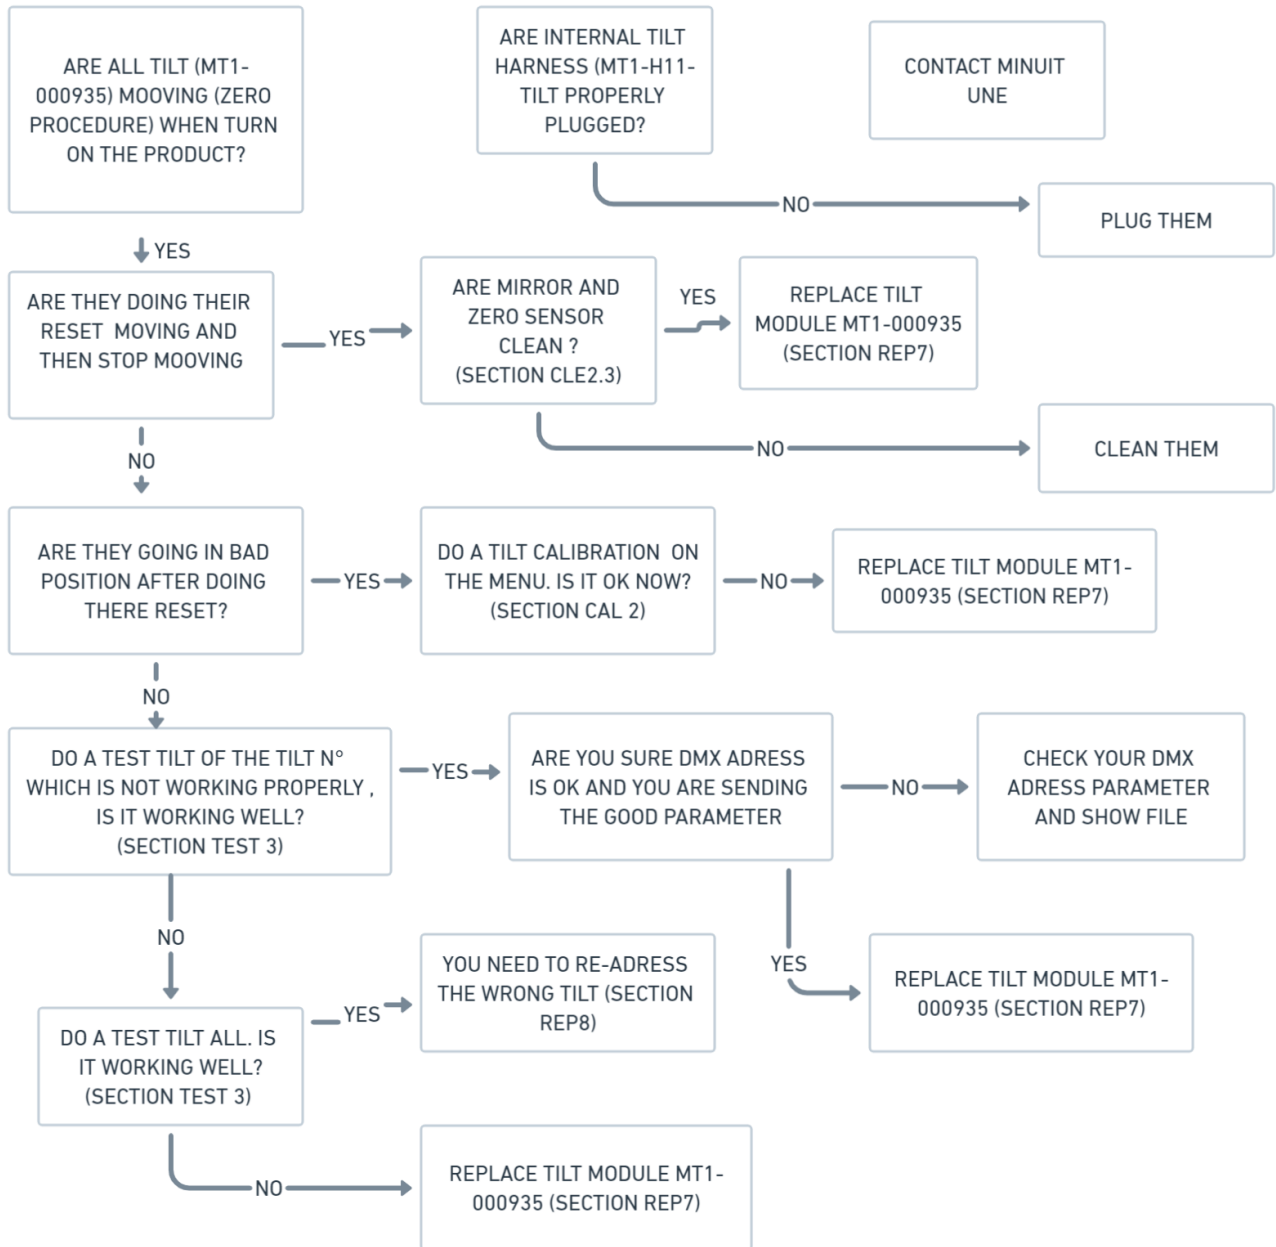 ARE ALL TILT (MT1-
000935) MOOVING (ZERO
PROCEDURE) WHEN TURN
ON THE PRODUCT?
ARE INTERNAL TILT
HARNESS (MT1-H11-
TILT PROPERLY
PLUGGED?
CONTACT MINUIT
UNE
NO
PLUG THEM
YES
ARE THEY DOING THEIR
RESET MOVING AND
THEN STOP MOOVING
YES
ARE MIRROR AND
ZERO SENSOR
CLEAN ?
(SECTION CLE2.3)
YES
REPLACE TILT
MODULE MT1-000935
(SECTION REP7)
NO
CLEAN THEM
NO
ARE THEY GOING IN BAD
POSITION AFTER DOING
THERE RESET?
YES
DO A TILT CALIBRATION ON
THE MENU. IS IT OK NOW?
(SECTION CAL 2)
NO
REPLACE TILT MODULE MT1-
000935 (SECTION REP7)
NO
DO A TEST TILT OF THE TILT N°
WHICH IS NOT WORKING PROPERLY ,
IS IT WORKING WELL?
(SECTION TEST 3)
YES
ARE YOU SURE DMX ADRESS
IS OK AND YOU ARE SENDING
THE GOOD PARAMETER
NO
CHECK YOUR DMX
ADRESS PARAMETER
AND SHOW FILE
YES
REPLACE TILT MODULE MT1-
000935 (SECTION REP7)
NO
DO A TEST TILT ALL. IS
IT WORKING WELL?
(SECTION TEST 3)
YES
YOU NEED TO RE-ADRESS
THE WRONG TILT (SECTION
REP8)
NO
REPLACE TILT MODULE MT1-
000935 (SECTION REP7)